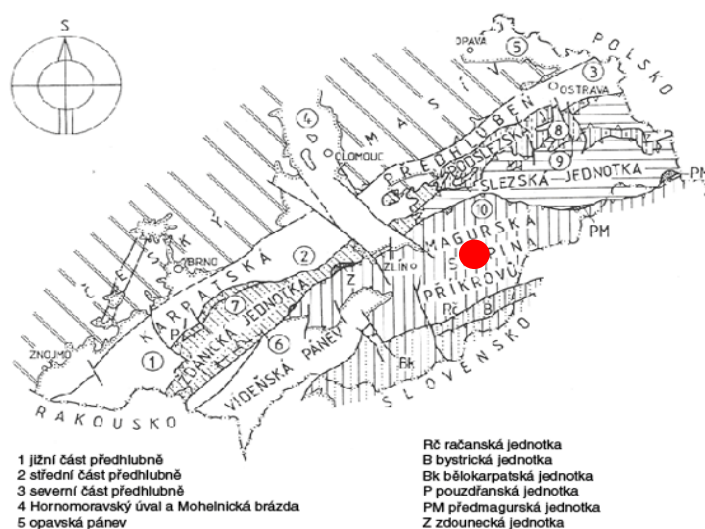 S
OPAVA
5
POLSKO
3
OSTRAVA
4
MASIV
OLOMOUC
PŘEDHLUBEŇ
PODSLEZSKÁ J.
8
9
SLEZSKÁ JEDNOTKA
PM
10
PM
MAGURSKÁ
SKUPINA
PŘÍKROVŮ
ČESKÝ
BRNO
KARPATSKÁ
2
Z
ZLÍN
7
P
ŽDÁNICKÁ JEDNOTKA
Rč
B
6
ZNOJMO
1
VÍDEŇSKÁ PÁNEV
Bk
SLOVENSKO
RAKOUSKO
1 jižní část předhlubně
2 střední část předhlubně
3 severní část předhlubně
4 Hornomoravský úval a Mohelnická brázda
5 opavská pánev
Rč račanská jednotka
B bystrická jednotka
Bk bělokarpatská jednotka
P pouzdřanská jednotka
PM předmagurská jednotka
Z zdounecká jednotka